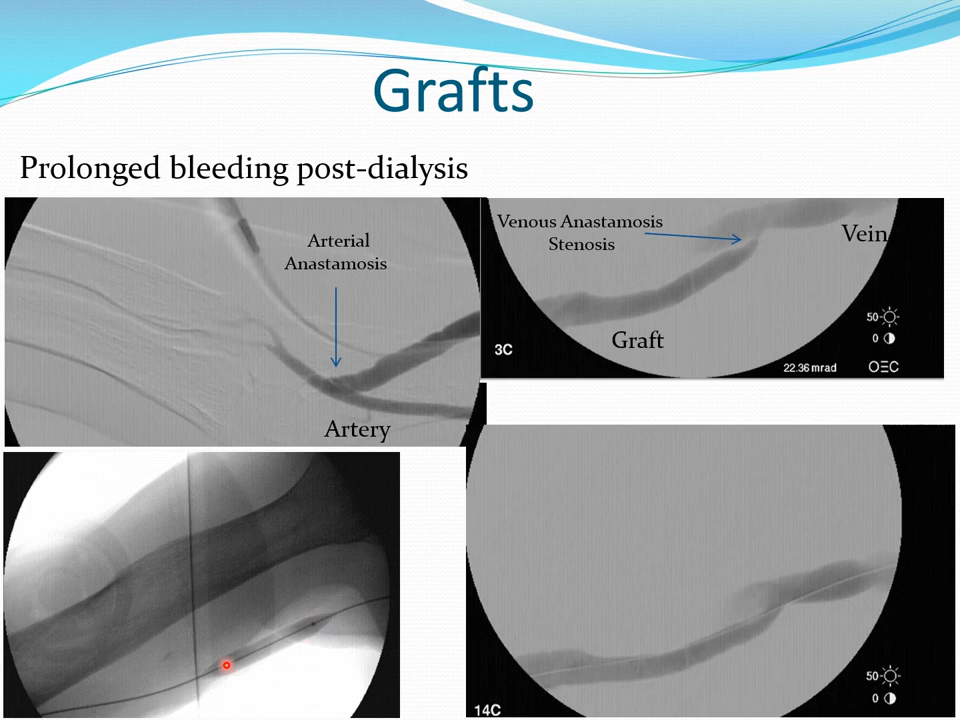 Grafts
Prolonged bleeding post-dialysis
Arterial
Anastamosis
Artery
Venous Anastamosis
Stenosis
Vein
Graft
3C
50
0
22.36 mrad
OEC
50
0
14C